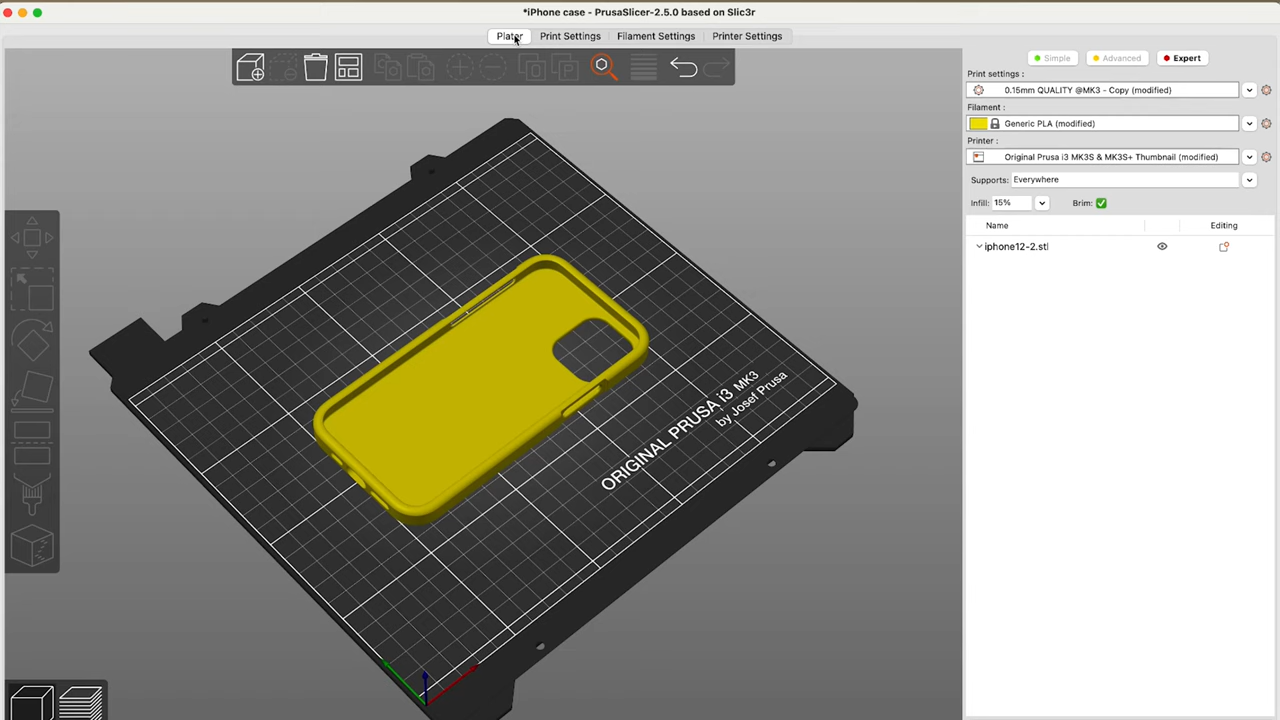 *iPhone case - PrusaSlicer-2.5.0 based on Slic3r
Plater Print Settings Filament Settings Printer Settings
Simple Advanced Expert
Print settings :
0.15mm QUALITY @MK3 - Copy (modified)
Filament :
Generic PLA (modified)
Printer :
Original Prusa i3 MK3S & MK3S+ Thumbnail (modified)
Supports: Everywhere
Infill: 15% Brim:
Name Editing
iphone12-2.stl
ORIGINAL PRUSA i3 MK3
by Josef Prusa